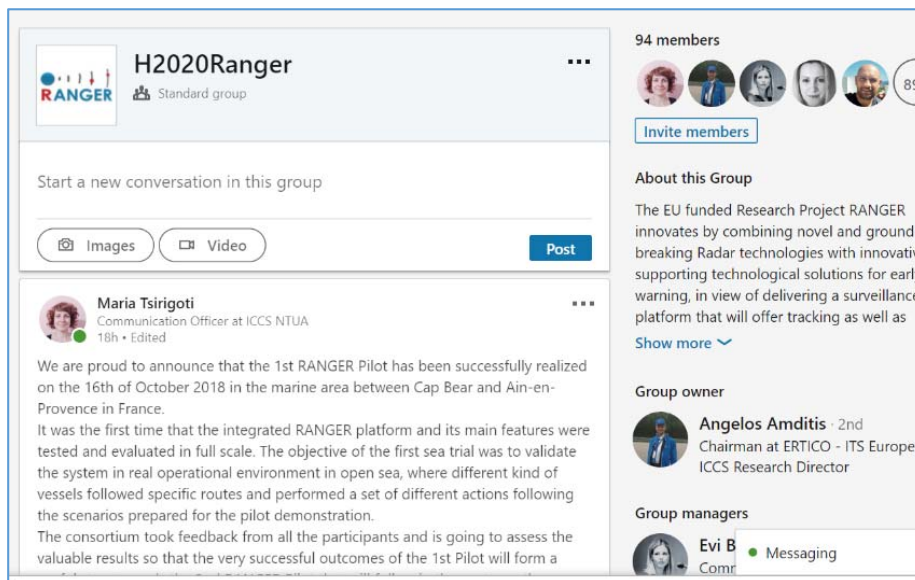 RANGER
H2020Ranger
Standard group
Start a new conversation in this group
Images
Video
Post
Maria Tsirigoti
Communication Officer at ICCS NTUA
18h • Edited
We are proud to announce that the 1st RANGER Pilot has been successfully realized
on the 16th of October 2018 in the marine area between Cap Bear and Ain-en-
Provence in France.
It was the first time that the integrated RANGER platform and its main features were
tested and evaluated in full scale. The objective of the first sea trial was to validate
the system in real operational environment in open sea, where different kind of
vessels followed specific routes and performed a set of different actions following
the scenarios prepared for the pilot demonstration.
The consortium took feedback from all the participants and is going to assess the
valuable results so that the very successful outcomes of the 1st Pilot will form a
94 members
89
Invite members
About this Group
The EU funded Research Project RANGER
innovates by combining novel and ground
breaking Radar technologies with innovativ
supporting technological solutions for earl
warning, in view of delivering a surveillance
platform that will offer tracking as well as
Show more
Group owner
Angelos Amditis · 2nd
Chairman at ERTICO - ITS Europe
ICCS Research Director
Group managers
Evi B
Comr
Messaging